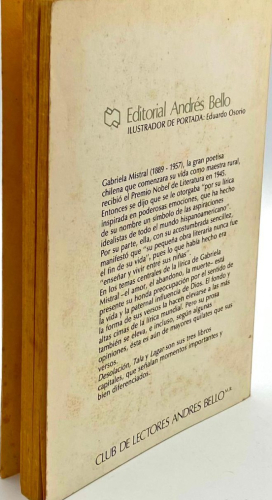 Editorial Andrés Bello
ILUSTRADOR DE PORTADA: Eduardo Osorio
Gabriela Mistral (1889 - 1957), la gran poetisa
chilena que comenzara su vida como maestra rural,
recibió el Premio Nobel de Literatura en 1945.
Entonces se dijo que se le otorgaba "por su lírica
inspirada en poderosas emociones, que ha hecho
de su nombre un símbolo de las aspiraciones
idealistas de todo el mundo hispanoamericano".
Por su parte, ella, con su acostumbrada sencillez,
manifestó que "su pequeña obra literaria nunca fue
el fin de su vida", pues lo que había hecho era
"enseñar y vivir entre sus niñas".
En los temas centrales de la lírica de Gabriela
Mistral -el amor, el abandono, la muerte- está
presente su honda preocupación por el sentido de
la vida y la paternal influencia de Dios. El fondo y
la forma de sus versos la hacen elevarse a las más
altas cimas de la lírica mundial. Pero su prosa
también se eleva, e incluso, según algunas
opiniones, ésta es aún de mayores quilates que sus
versos.
Desolación, Tala y Lagar son sus tres libros
capitales, que señalan momentos importantes y
bien diferenciados.
CLUB DE LECTORES ANDRES BELLO